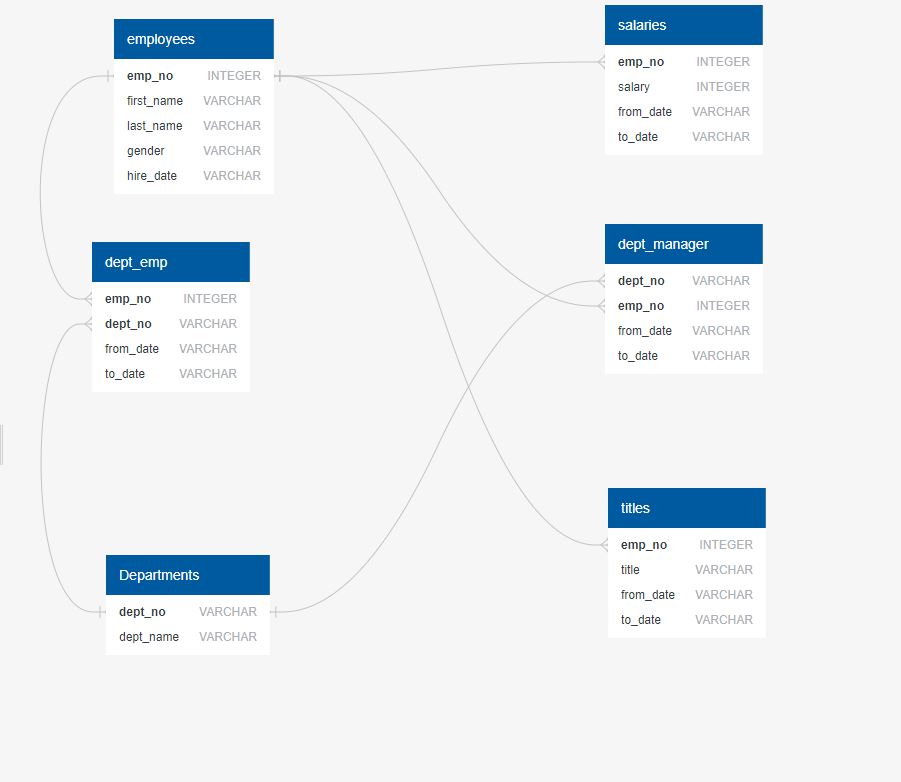 employees
emp_no INTEGER
first_name VARCHAR
last_name VARCHAR
gender VARCHAR
hire_date VARCHAR
dept_emp
emp_no INTEGER
dept_no VARCHAR
from_date VARCHAR
to_date VARCHAR
Departments
dept_no VARCHAR
dept_name VARCHAR
salaries
emp_no INTEGER
salary INTEGER
from_date VARCHAR
to_date VARCHAR
dept_manager
dept_no VARCHAR
emp_no INTEGER
from_date VARCHAR
to_date VARCHAR
titles
emp_no INTEGER
title VARCHAR
from_date VARCHAR
to_date VARCHAR